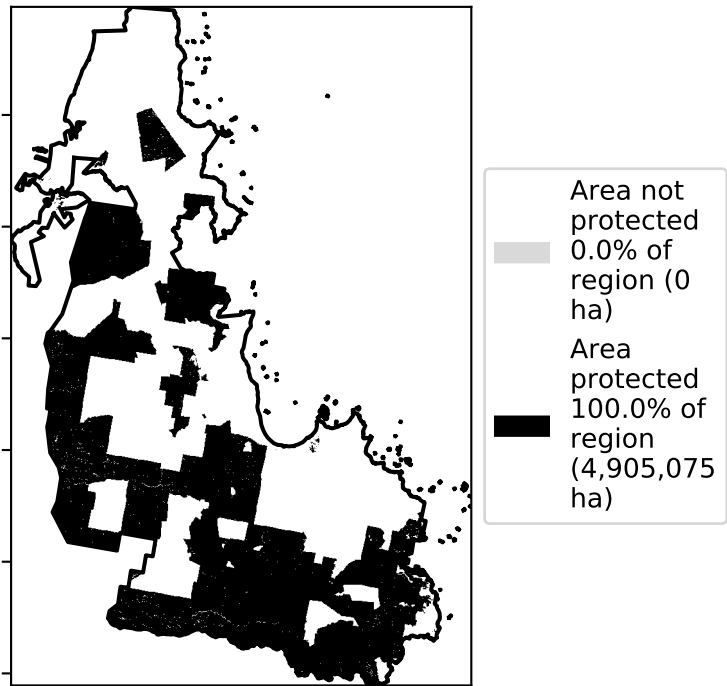 Area not
protected
0.0% of
region (0
ha)
Area
protected
100.0% of
region
(4,905,075
ha)